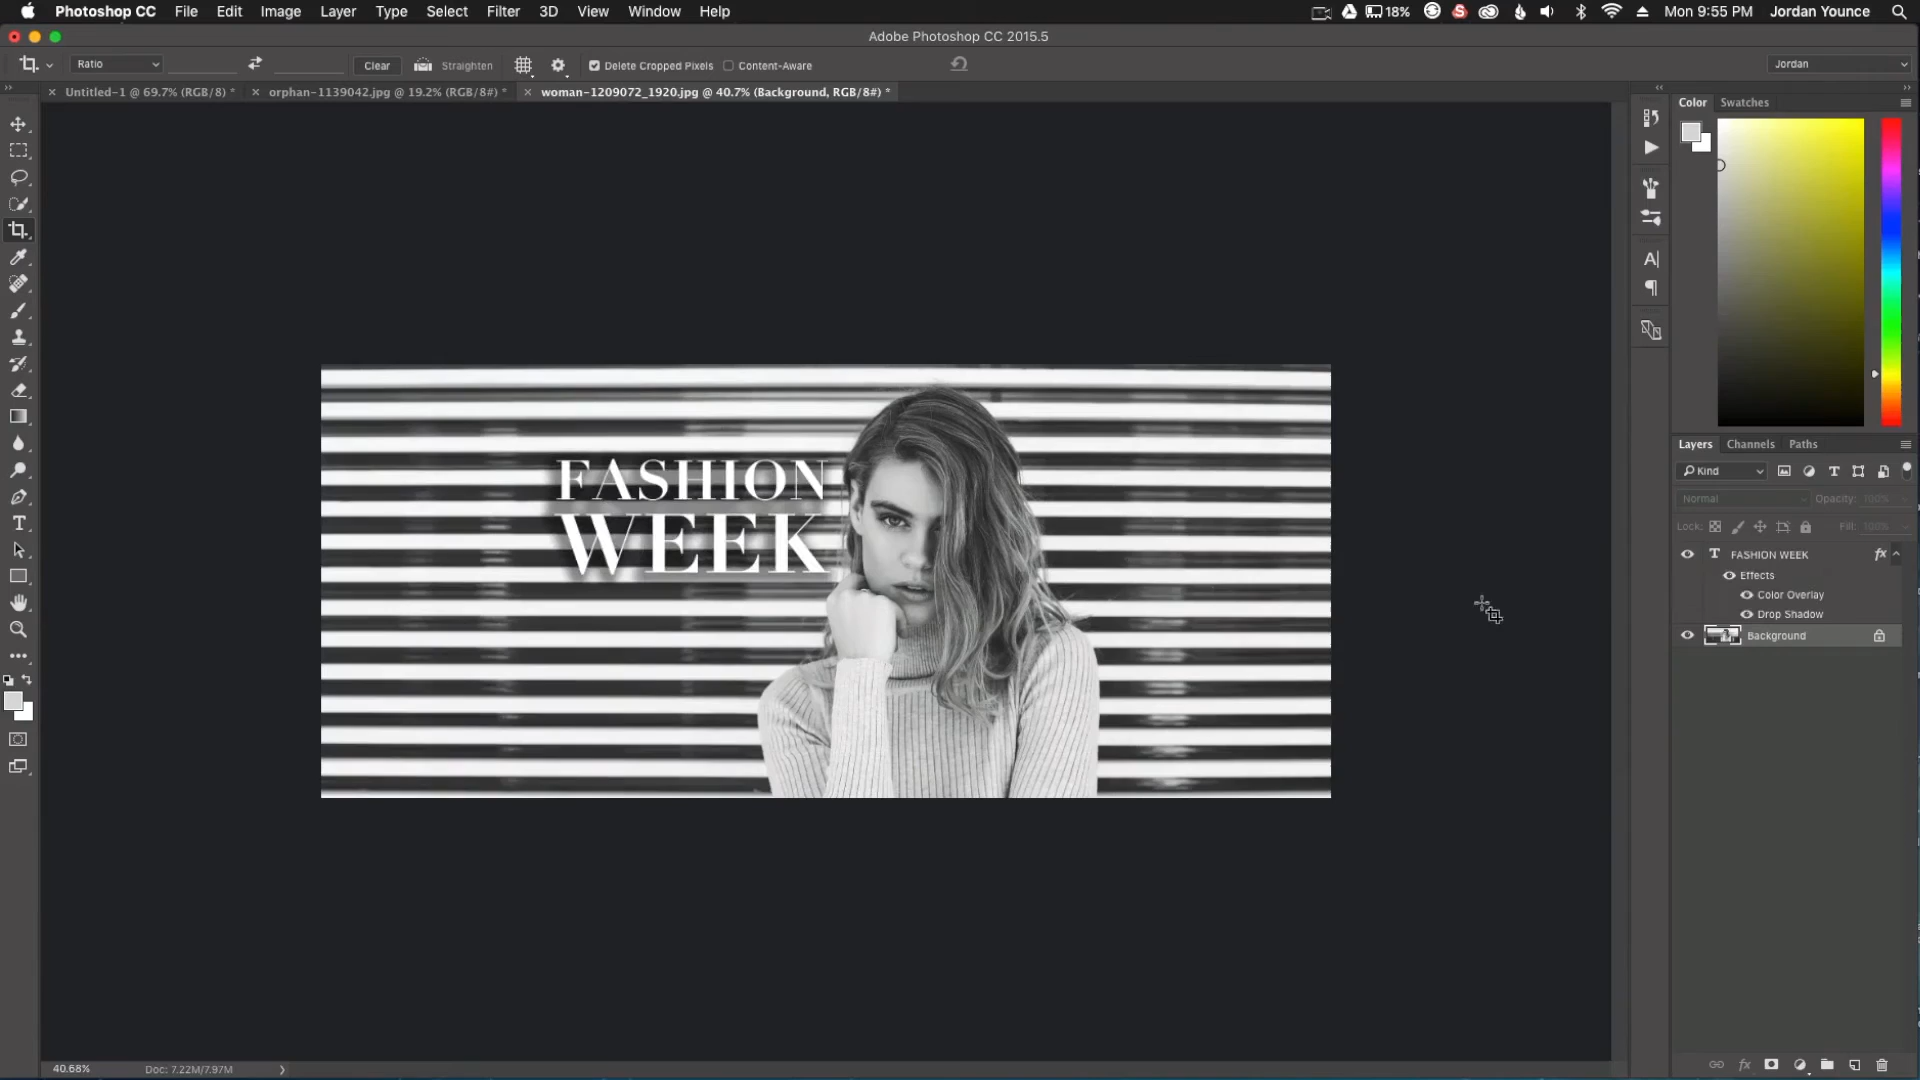 Photoshop CC File Edit Image Layer Type Select Filter 3D View Window Help 18% Mon 9:55 PM Jordan Younce
Adobe Photoshop CC 2015.5
Ratio Clear Straighten Delete Cropped Pixels Content-Aware Jordan
Untitled-1 @ 69.7% (RGB/8) * orphan-1139042.jpg @ 19.2% (RGB/8#) * woman-1209072_1920.jpg @ 40.7% (Background, RGB/8#) *
Color Swatches
FASHION
WEEK
Layers Channels Paths
Kind
Normal Opacity: 100%
Lock: Fill: 100%
FASHION WEEK fx
Effects
Color Overlay
Drop Shadow
Background
40.68% Doc: 7.22M/7.97M